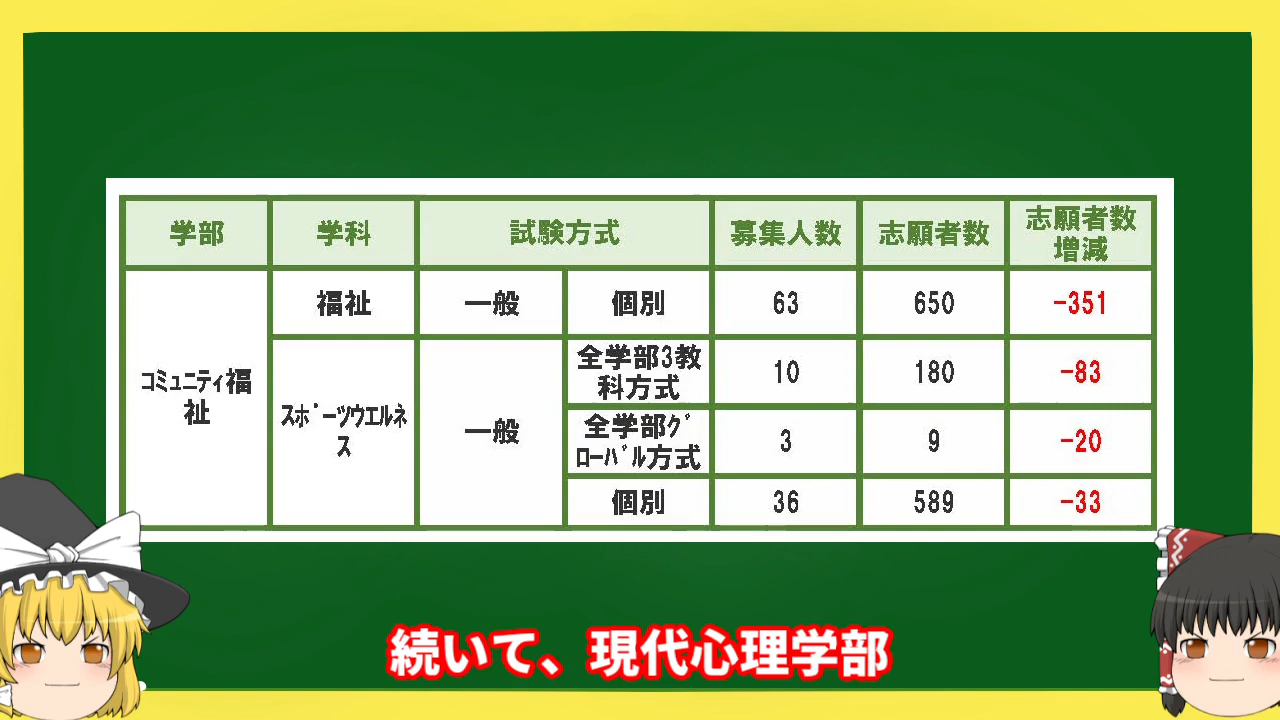 学部 学科 試験方式 募集人数 志願者数 志願者数
増減
福祉 一般 個別 63 650 -351
コミュニティ福
祉
スポーツウエルネ
ス
一般
全学部3教
科方式
10 180 -83
全学部グ
ローバル方式
3 9 -20
個別 36 589 -33
続いて、現代心理学部